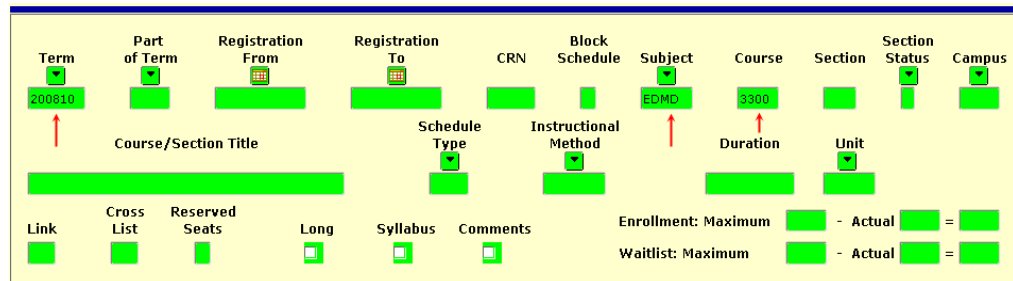 Term Part of Term Registration From Registration To CRN Block Schedule Subject Course Section Section Status Campus
200810 EDMD 3300
Course/Section Title Schedule Type Instructional Method Duration Unit
Link Cross List Reserved Seats Long Syllabus Comments
Enrollment: Maximum - Actual =
Waitlist: Maximum - Actual =